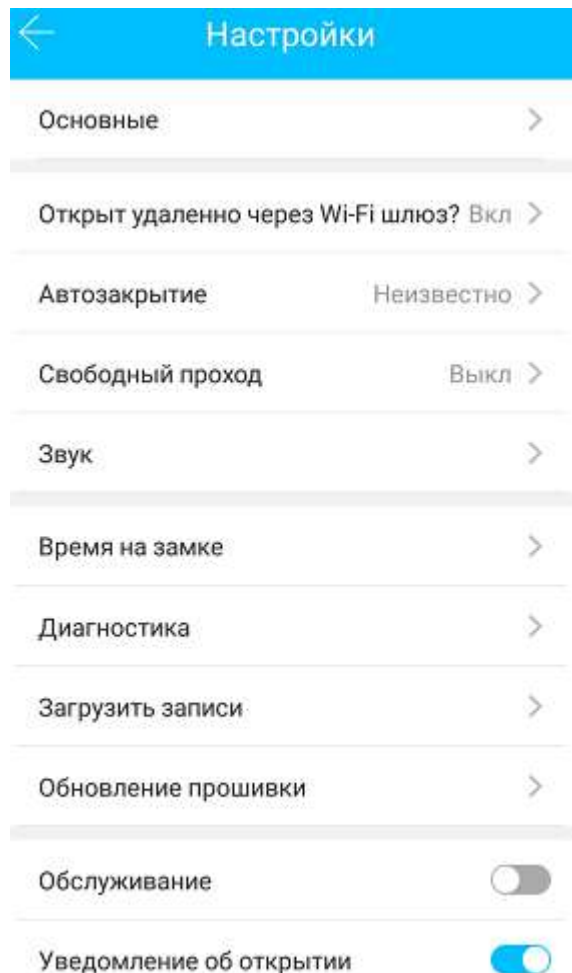 Настройки
Основные
Открыт удаленно через Wi-Fi шлюз? Вкл
Автозакрытие Неизвестно
Свободный проход Выкл
Звук
Время на замке
Диагностика
Загрузить записи
Обновление прошивки
Обслуживание
Уведомление об открытии